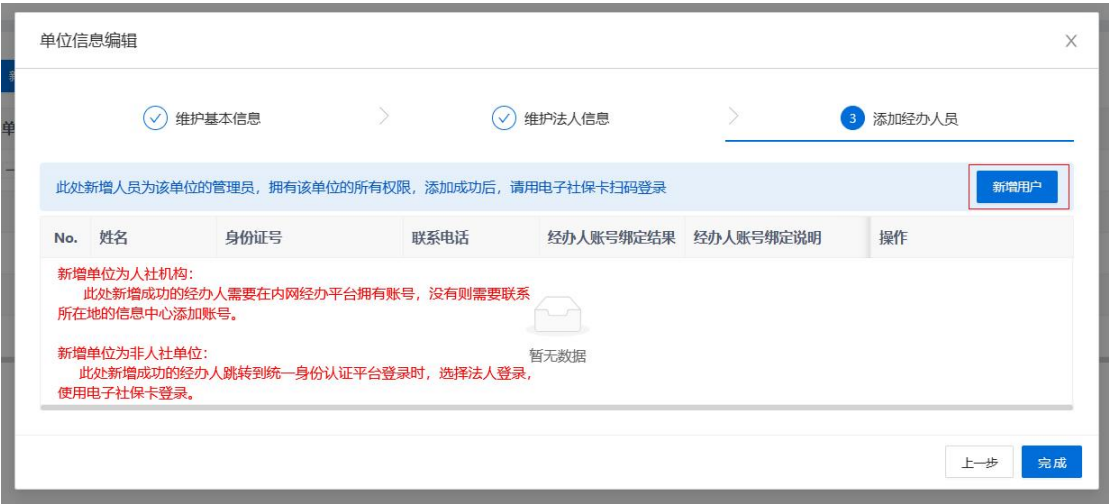 单位信息编辑
维护基本信息
维护法人信息
3 添加经办人员
此处新增人员为该单位的管理员，拥有该单位的所有权限，添加成功后，请用电子社保卡扫码登录
新增用户
No. 姓名 身份证号 联系电话 经办人账号绑定结果 经办人账号绑定说明 操作
新增单位为人社机构：
此处新增成功的经办人需要在内网经办平台拥有账号，没有则需要联系
所在地的信息中心添加账号。
新增单位为非人社单位：
此处新增成功的经办人跳转到统一身份认证平台登录时，选择法人登录，
使用电子社保卡登录。
暂无数据
上一步 完成